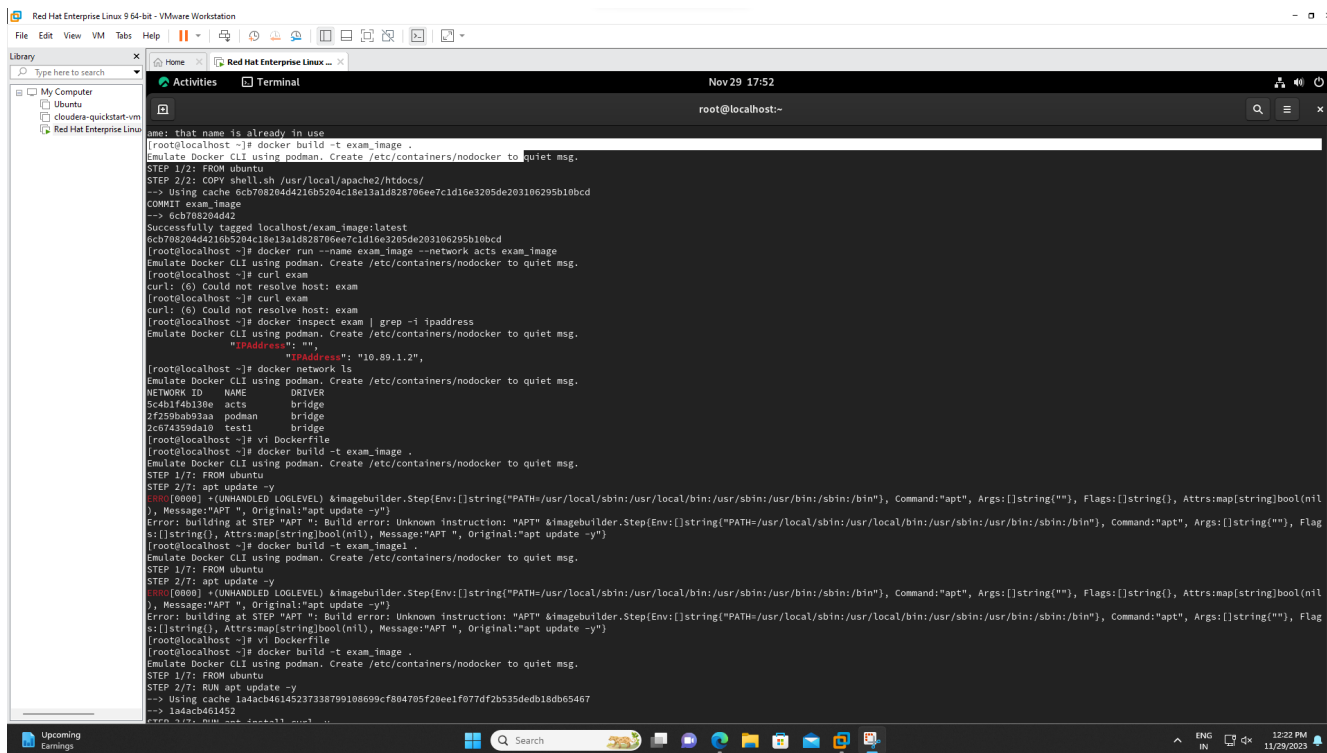 Red Hat Enterprise Linux 9 64-bit - VMware Workstation
File Edit View VM Tabs Help
Library
Type here to search
My Computer
Ubuntu
cloudera-quickstart-vm
Red Hat Enterprise Linu
Home
Red Hat Enterprise Linux ...
Activities Terminal Nov 29 17:52
root@localhost:~
ame: that name is already in use
[root@localhost ~]# docker build -t exam_image .
Emulate Docker CLI using podman. Create /etc/containers/nodocker to quiet msg.
STEP 1/2: FROM ubuntu
STEP 2/2: COPY shell.sh /usr/local/apache2/htdocs/
--> Using cache 6cb708204d4216b5204c18e13a1d828706ee7c1d16e3205de203106295b10bcd
COMMIT exam_image
--> 6cb708204d42
Successfully tagged localhost/exam_image:latest
6cb708204d4216b5204c18e13a1d828706ee7c1d16e3205de203106295b10bcd
[root@localhost ~]# docker run --name exam_image --network acts exam_image
Emulate Docker CLI using podman. Create /etc/containers/nodocker to quiet msg.
[root@localhost ~]# curl exam
curl: (6) Could not resolve host: exam
[root@localhost ~]# curl exam
curl: (6) Could not resolve host: exam
[root@localhost ~]# docker inspect exam | grep -i ipaddress
Emulate Docker CLI using podman. Create /etc/containers/nodocker to quiet msg.
"IPAddress": "",
"IPAddress": "10.89.1.2",
[root@localhost ~]# docker network ls
Emulate Docker CLI using podman. Create /etc/containers/nodocker to quiet msg.
NETWORK ID NAME DRIVER
5c4b1f4b130e acts bridge
2f259bab93aa podman bridge
2c674359da10 test1 bridge
[root@localhost ~]# vi Dockerfile
[root@localhost ~]# docker build -t exam_image .
Emulate Docker CLI using podman. Create /etc/containers/nodocker to quiet msg.
STEP 1/7: FROM ubuntu
STEP 2/7: apt update -y
ERRO[0000] +(UNHANDLED LOGLEVEL) &imagebuilder.Step{Env:[]string{"PATH=/usr/local/sbin:/usr/local/bin:/usr/sbin:/usr/bin:/sbin:/bin"}, Command:"apt", Args:[]string{""}, Flags:[]string{}, Attrs:map[string]bool(nil
), Message:"APT ", Original:"apt update -y"}
Error: building at STEP "APT ": Build error: Unknown instruction: "APT" &imagebuilder.Step{Env:[]string{"PATH=/usr/local/sbin:/usr/local/bin:/usr/sbin:/usr/bin:/sbin:/bin"}, Command:"apt", Args:[]string{""}, Flag
s:[]string{}, Attrs:map[string]bool(nil), Message:"APT ", Original:"apt update -y"}
[root@localhost ~]# docker build -t exam_image1 .
Emulate Docker CLI using podman. Create /etc/containers/nodocker to quiet msg.
STEP 1/7: FROM ubuntu
STEP 2/7: apt update -y
ERRO[0000] +(UNHANDLED LOGLEVEL) &imagebuilder.Step{Env:[]string{"PATH=/usr/local/sbin:/usr/local/bin:/usr/sbin:/usr/bin:/sbin:/bin"}, Command:"apt", Args:[]string{""}, Flags:[]string{}, Attrs:map[string]bool(nil
), Message:"APT ", Original:"apt update -y"}
Error: building at STEP "APT ": Build error: Unknown instruction: "APT" &imagebuilder.Step{Env:[]string{"PATH=/usr/local/sbin:/usr/local/bin:/usr/sbin:/usr/bin:/sbin:/bin"}, Command:"apt", Args:[]string{""}, Flag
s:[]string{}, Attrs:map[string]bool(nil), Message:"APT ", Original:"apt update -y"}
[root@localhost ~]# vi Dockerfile
[root@localhost ~]# docker build -t exam_image .
Emulate Docker CLI using podman. Create /etc/containers/nodocker to quiet msg.
STEP 1/7: FROM ubuntu
STEP 2/7: RUN apt update -y
--> Using cache 1a4acb4614523733879910869​9cf804705f20ee1f077df2b535dedb18db65467
--> 1a4acb461452
STEP 3/7: RUN apt install curl -y
Upcoming
Earnings
Search
ENG
IN
12:22 PM
11/29/2023